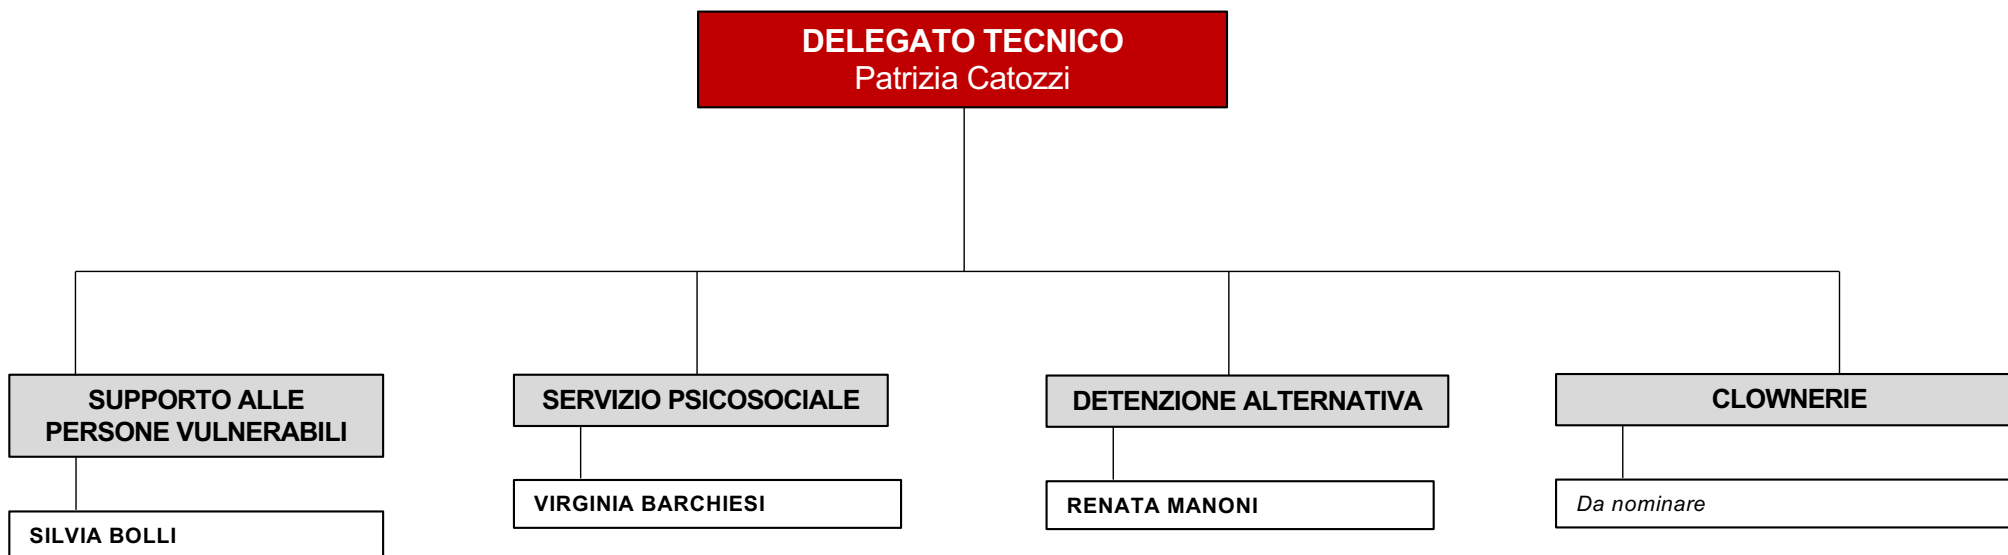 DELEGATO TECNICO
Patrizia Catozzi
SUPPORTO ALLE
PERSONE VULNERABILI
SILVIA BOLLI
SERVIZIO PSICOSOCIALE
VIRGINIA BARCHIESI
DETENZIONE ALTERNATIVA
RENATA MANONI
CLOWNERIE
Da nominare